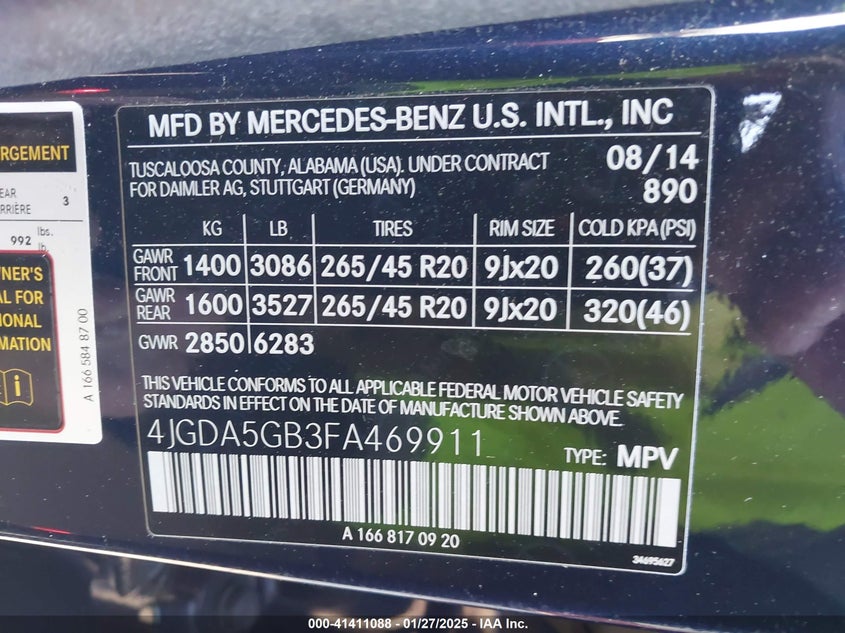 RGEMENT
EAR
RRIÈRE 3
992 lbs.
lb.
WNER'S
AL FOR
IONAL
RMATION
A 166 584 87 00
MFD BY MERCEDES-BENZ U.S. INTL., INC
TUSCALOOSA COUNTY, ALABAMA (USA). UNDER CONTRACT 08/14
FOR DAIMLER AG, STUTTGART (GERMANY) 890
KG LB TIRES RIM SIZE COLD KPA (PSI)
GAWR FRONT 1400 3086 265/45 R20 9Jx20 260(37)
GAWR REAR 1600 3527 265/45 R20 9Jx20 320(46)
GVWR 2850 6283
THIS VEHICLE CONFORMS TO ALL APPLICABLE FEDERAL MOTOR VEHICLE SAFETY
STANDARDS IN EFFECT ON THE DATE OF MANUFACTURE SHOWN ABOVE.
4JGDA5GB3FA469911 TYPE: MPV
A 166 817 09 20
34695627
000-41411088 - 01/27/2025 - IAA Inc.